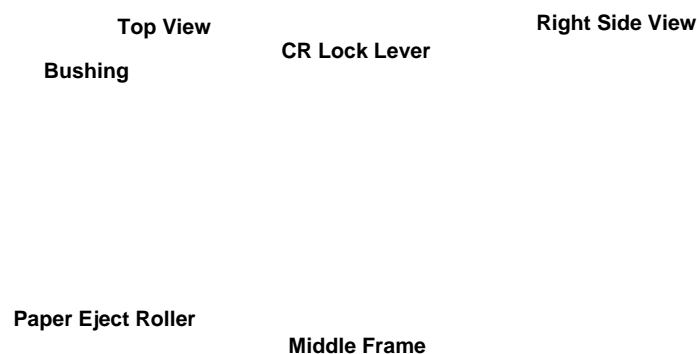 Top View
Right Side View
CR Lock Lever
Bushing
Paper Eject Roller
Middle Frame